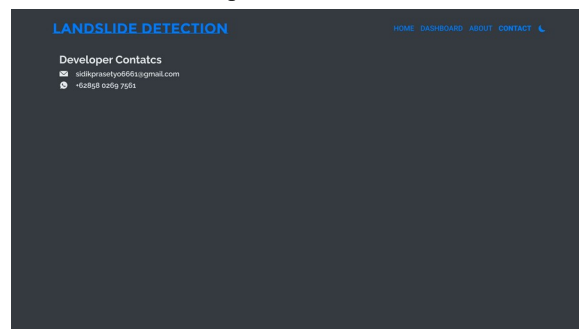 LANDSLIDE DETECTION
HOME DASHBOARD ABOUT CONTACT
Developer Contatcs
sidikprasetyo6661@gmail.com
+62858 0269 7561